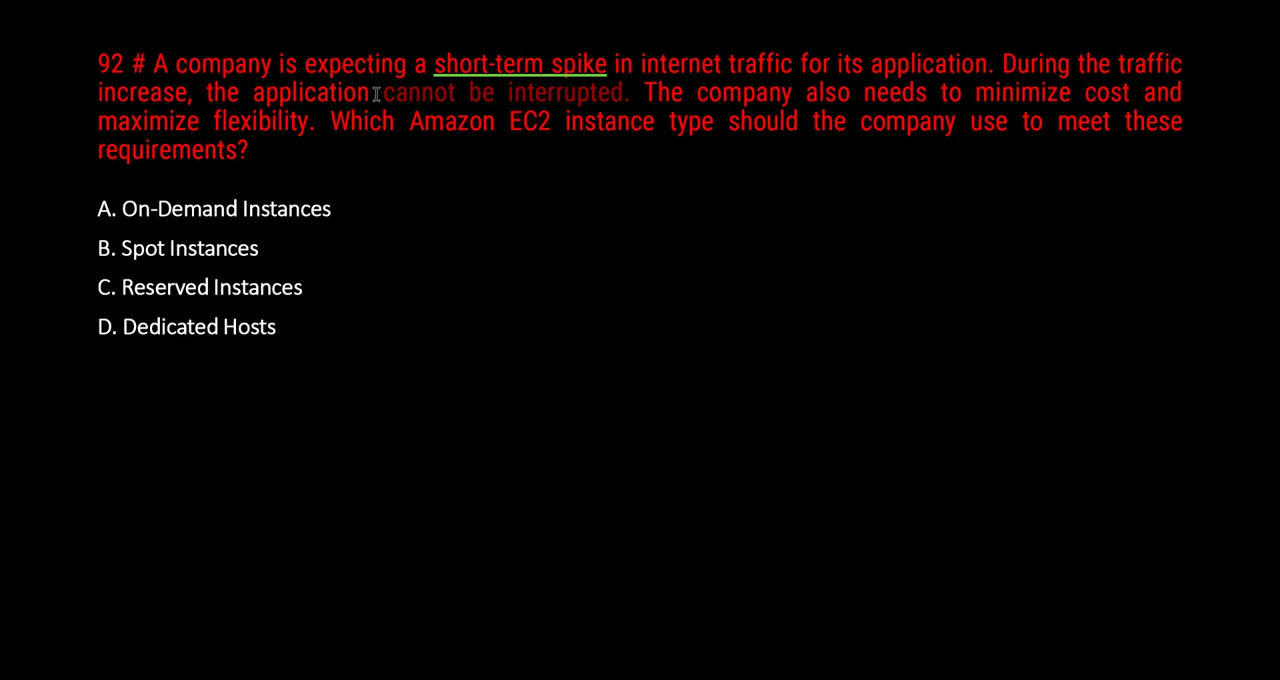 92 # A company is expecting a short-term spike in internet traffic for its application. During the traffic
increase, the application cannot be interrupted. The company also needs to minimize cost and
maximize flexibility. Which Amazon EC2 instance type should the company use to meet these
requirements?
A. On-Demand Instances
B. Spot Instances
C. Reserved Instances
D. Dedicated Hosts